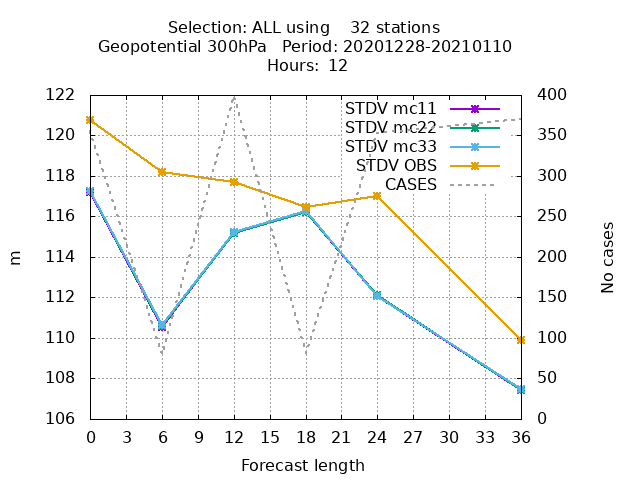 Selection: ALL using    32 stations
Geopotential 300hPa   Period: 20201228-20210110
Hours:  12
122
120
118
116
114
112
110
108
106
400
350
300
250
200
150
100
50
0
STDV mc11
STDV mc22
STDV mc33
STDV OBS
CASES
m
No cases
0 3 6 9 12 15 18 21 24 27 30 33 36
Forecast length